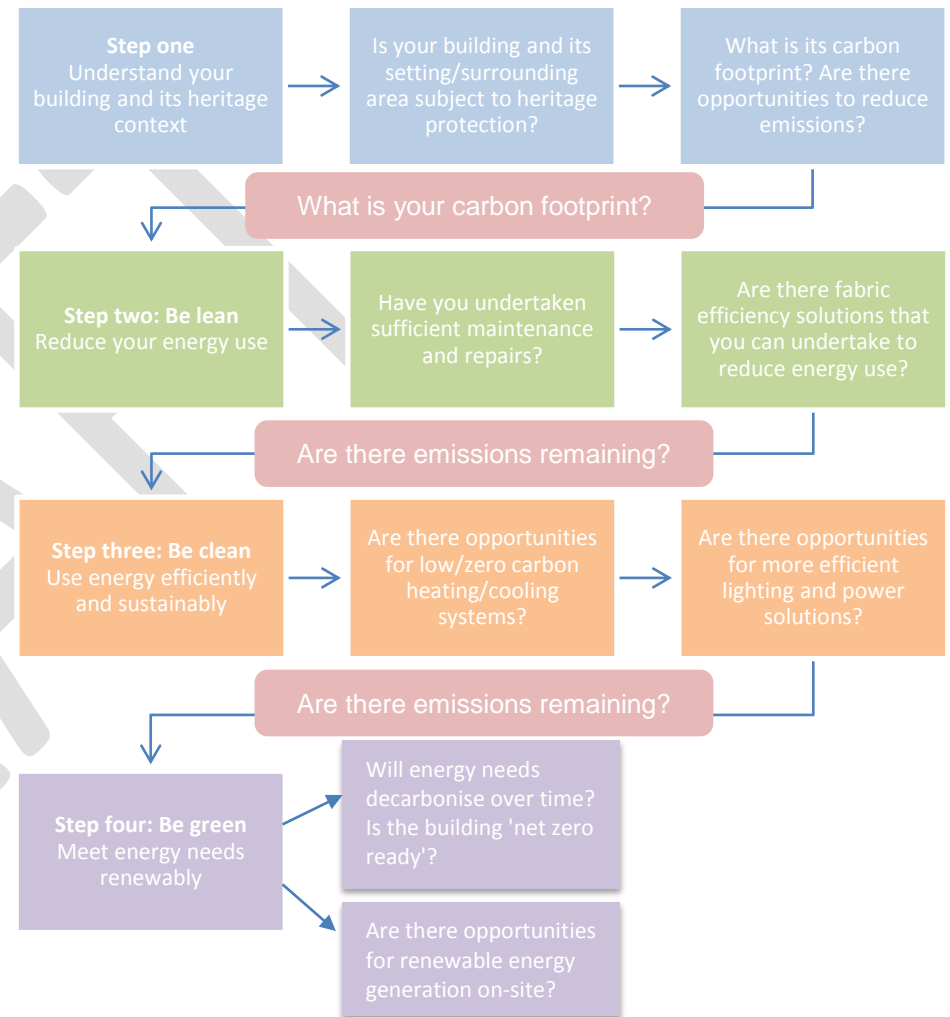 Step one
Understand your
building and its heritage
context
Is your building and its
setting/surrounding
area subject to heritage
protection?
What is its carbon
footprint? Are there
opportunities to reduce
emissions?
What is your carbon footprint?
Step two: Be lean
Reduce your energy use
Have you undertaken
sufficient maintenance
and repairs?
Are there fabric
efficiency solutions that
you can undertake to
reduce energy use?
Are there emissions remaining?
Step three: Be clean
Use energy efficiently
and sustainably
Are there opportunities
for low/zero carbon
heating/cooling
systems?
Are there opportunities
for more efficient
lighting and power
solutions?
Are there emissions remaining?
Step four: Be green
Meet energy needs
renewably
Will energy needs
decarbonise over time?
Is the building 'net zero
ready'?
Are there opportunities
for renewable energy
generation on-site?